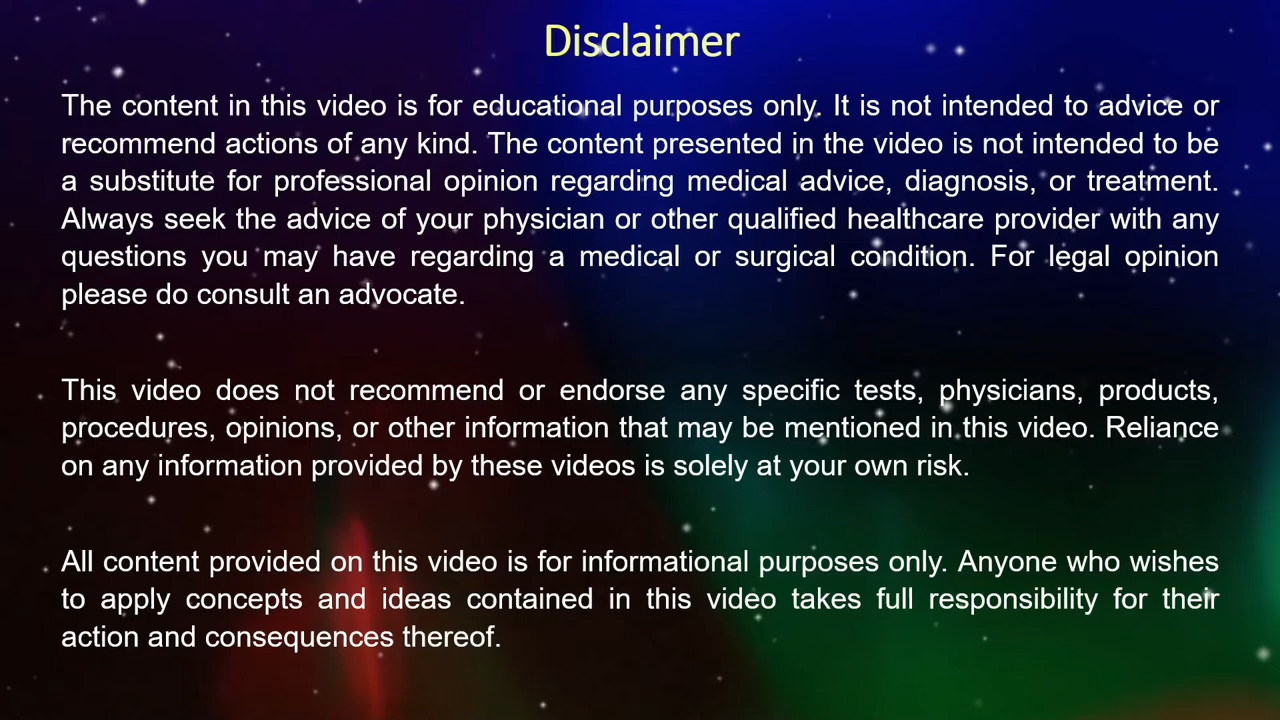 Disclaimer
The content in this video is for educational purposes only. It is not intended to advice or
recommend actions of any kind. The content presented in the video is not intended to be
a substitute for professional opinion regarding medical advice, diagnosis, or treatment.
Always seek the advice of your physician or other qualified healthcare provider with any
questions you may have regarding a medical or surgical condition. For legal opinion
please do consult an advocate.
This video does not recommend or endorse any specific tests, physicians, products,
procedures, opinions, or other information that may be mentioned in this video. Reliance
on any information provided by these videos is solely at your own risk.
All content provided on this video is for informational purposes only. Anyone who wishes
to apply concepts and ideas contained in this video takes full responsibility for their
action and consequences thereof.